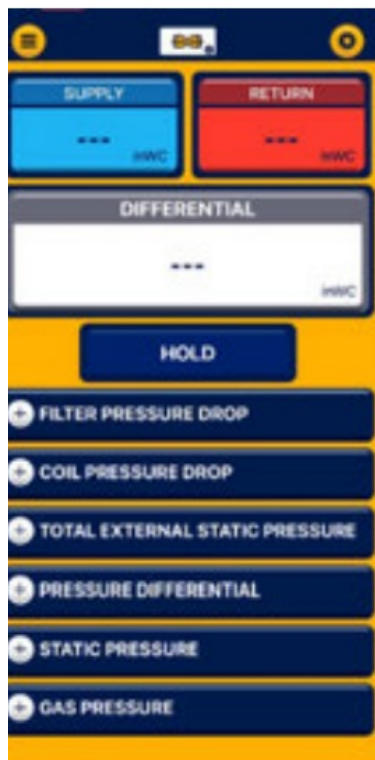 SUPPLY
RETURN
---
inWC
---
inWC
DIFFERENTIAL
---
inWC
HOLD
FILTER PRESSURE DROP
COIL PRESSURE DROP
TOTAL EXTERNAL STATIC PRESSURE
PRESSURE DIFFERENTIAL
STATIC PRESSURE
GAS PRESSURE